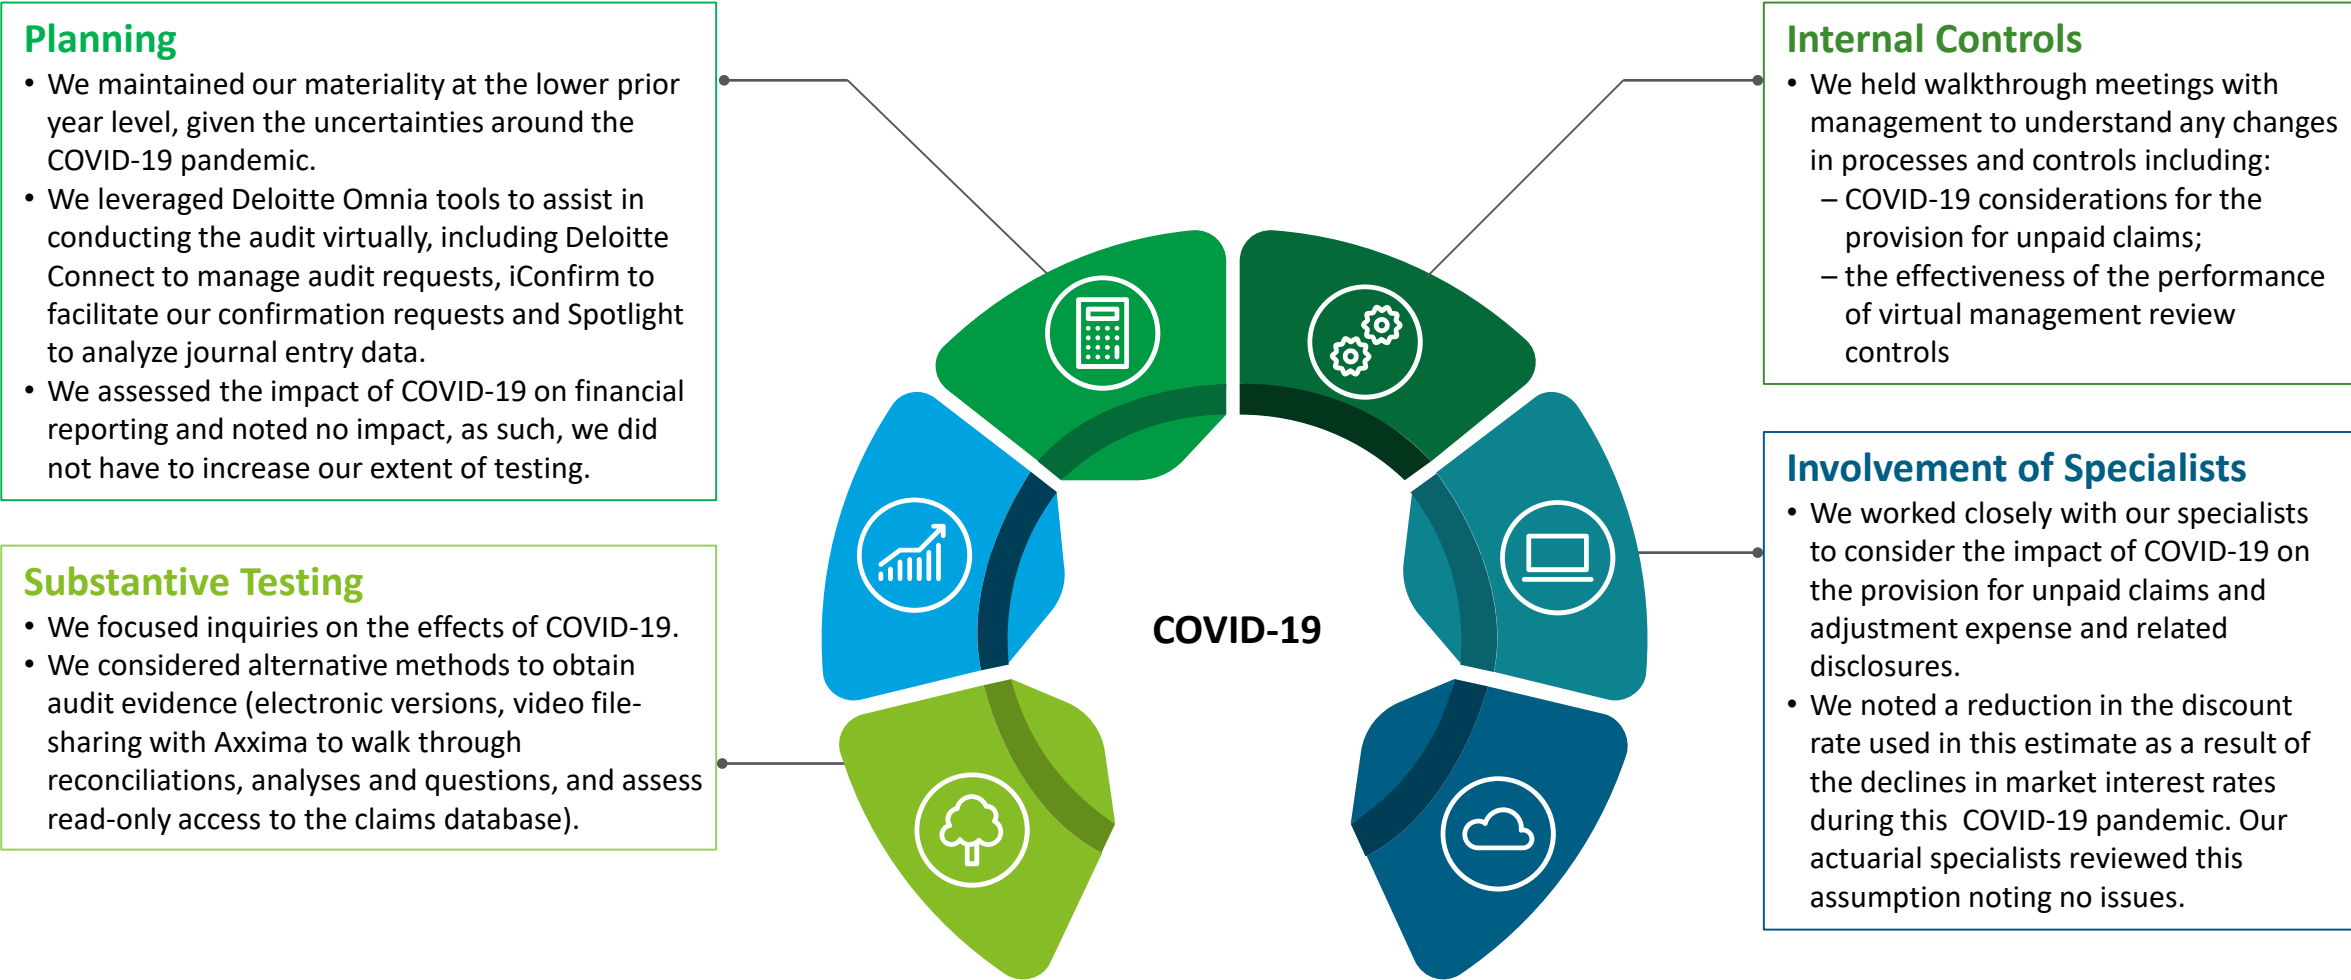 Planning
• We maintained our materiality at the lower prior
year level, given the uncertainties around the
COVID-19 pandemic.
• We leveraged Deloitte Omnia tools to assist in
conducting the audit virtually, including Deloitte
Connect to manage audit requests, iConfirm to
facilitate our confirmation requests and Spotlight
to analyze journal entry data.
• We assessed the impact of COVID-19 on financial
reporting and noted no impact, as such, we did
not have to increase our extent of testing.
Substantive Testing
• We focused inquiries on the effects of COVID-19.
• We considered alternative methods to obtain
audit evidence (electronic versions, video file-
sharing with Axxima to walk through
reconciliations, analyses and questions, and assess
read-only access to the claims database).
COVID-19
Internal Controls
• We held walkthrough meetings with
management to understand any changes
in processes and controls including:
– COVID-19 considerations for the
provision for unpaid claims;
– the effectiveness of the performance
of virtual management review
controls
Involvement of Specialists
• We worked closely with our specialists
to consider the impact of COVID-19 on
the provision for unpaid claims and
adjustment expense and related
disclosures.
• We noted a reduction in the discount
rate used in this estimate as a result of
the declines in market interest rates
during this  COVID-19 pandemic. Our
actuarial specialists reviewed this
assumption noting no issues.